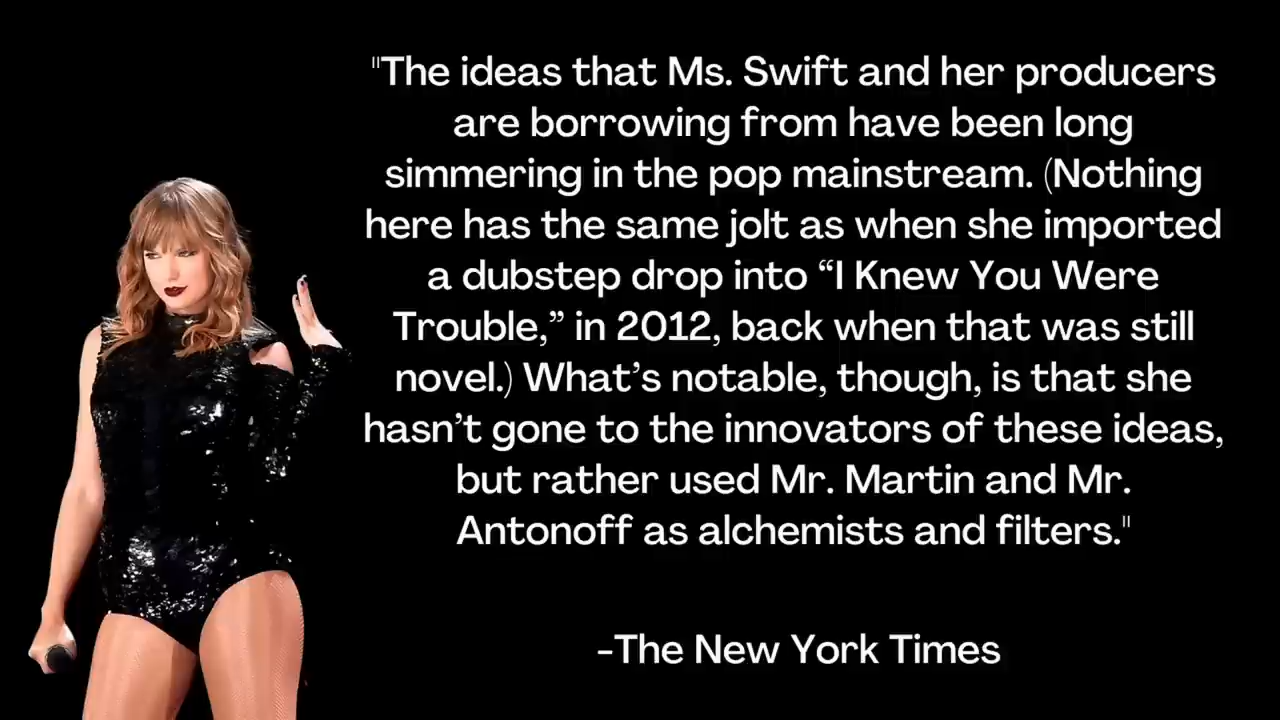 "The ideas that Ms. Swift and her producers
are borrowing from have been long
simmering in the pop mainstream. (Nothing
here has the same jolt as when she imported
a dubstep drop into “I Knew You Were
Trouble,” in 2012, back when that was still
novel.) What’s notable, though, is that she
hasn’t gone to the innovators of these ideas,
but rather used Mr. Martin and Mr.
Antonoff as alchemists and filters."
-The New York Times